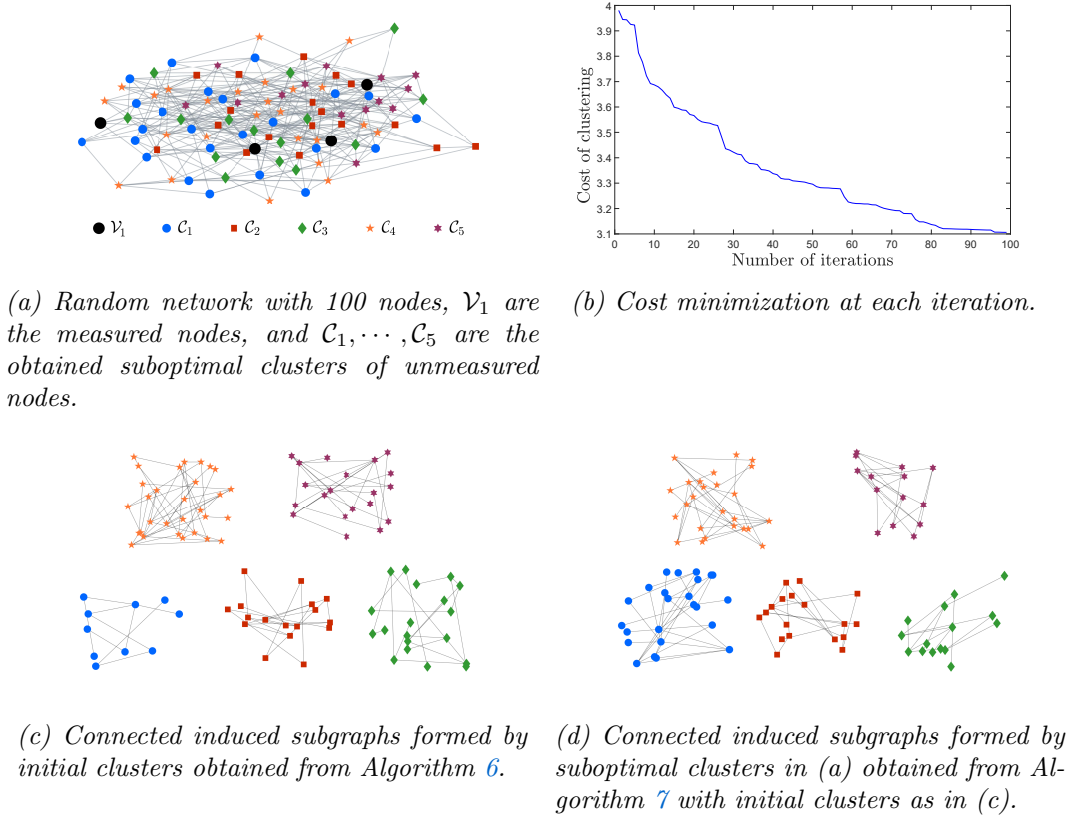 𝒱₁ 𝒞₁ 𝒞₂ 𝒞₃ 𝒞₄ 𝒞₅
4
3.9
3.8
3.7
3.6
3.5
3.4
3.3
3.2
3.1
Cost of clustering
0 10 20 30 40 50 60 70 80 90 100
Number of iterations
(a) Random network with 100 nodes, 𝒱₁ are
the measured nodes, and 𝒞₁, ⋯ , 𝒞₅ are the
obtained suboptimal clusters of unmeasured
nodes.
(b) Cost minimization at each iteration.
(c) Connected induced subgraphs formed by
initial clusters obtained from Algorithm 6.
(d) Connected induced subgraphs formed by
suboptimal clusters in (a) obtained from Al-
gorithm 7 with initial clusters as in (c).